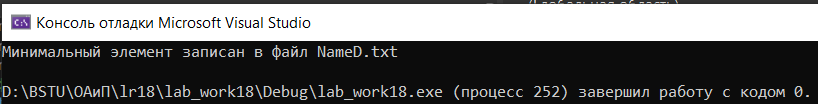 Консоль отладки Microsoft Visual Studio
Минимальный элемент записан в файл NameD.txt
D:\BSTU\ОАиП\lr18\lab_work18\Debug\lab_work18.exe (процесс 252) завершил работу с кодом 0.